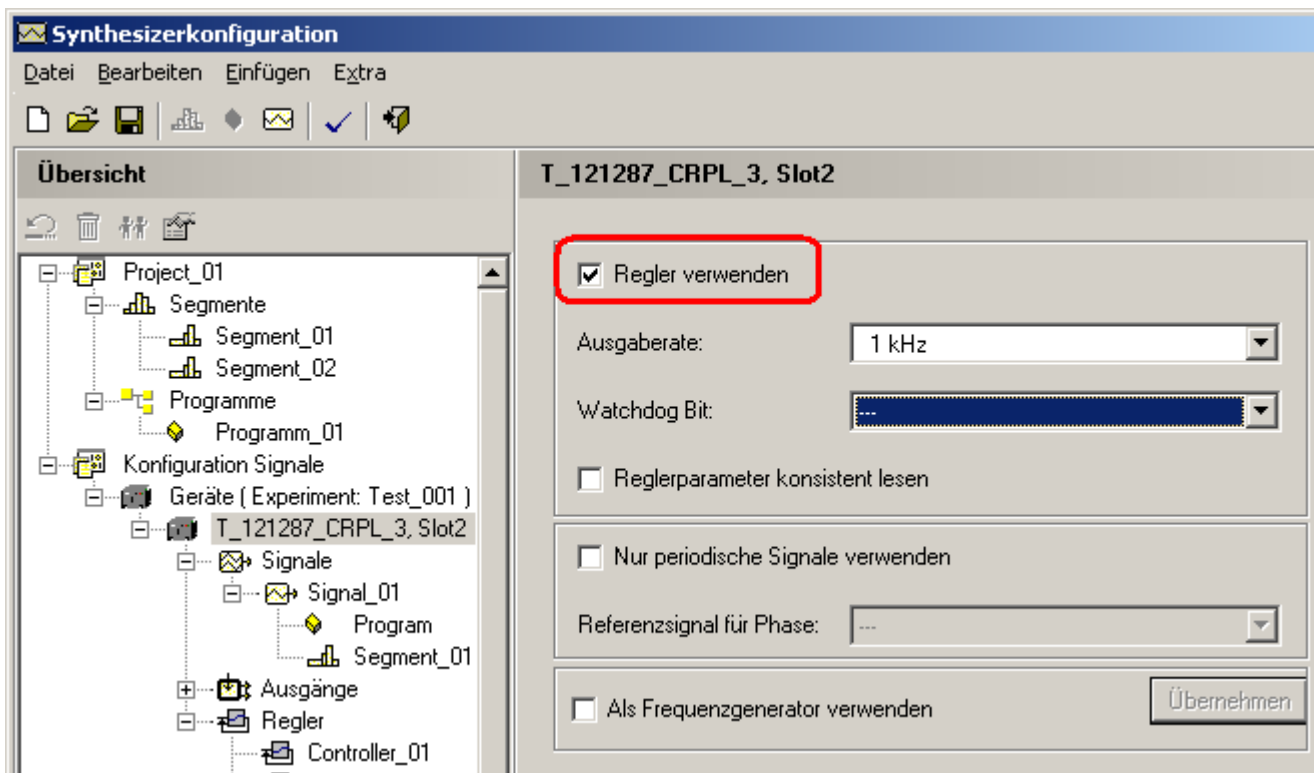 Synthesizerkonfiguration
Datei Bearbeiten Einfügen Extra
Übersicht
Project_01
Segmente
Segment_01
Segment_02
Programme
Programm_01
Konfiguration Signale
Geräte ( Experiment: Test_001 )
T_121287_CRPL_3, Slot2
Signale
Signal_01
Program
Segment_01
Ausgänge
Regler
Controller_01
T_121287_CRPL_3, Slot2
Regler verwenden
Ausgaberate: 1 kHz
Watchdog Bit: ---
Reglerparameter konsistent lesen
Nur periodische Signale verwenden
Referenzsignal für Phase: ---
Als Frequenzgenerator verwenden
Übernehmen